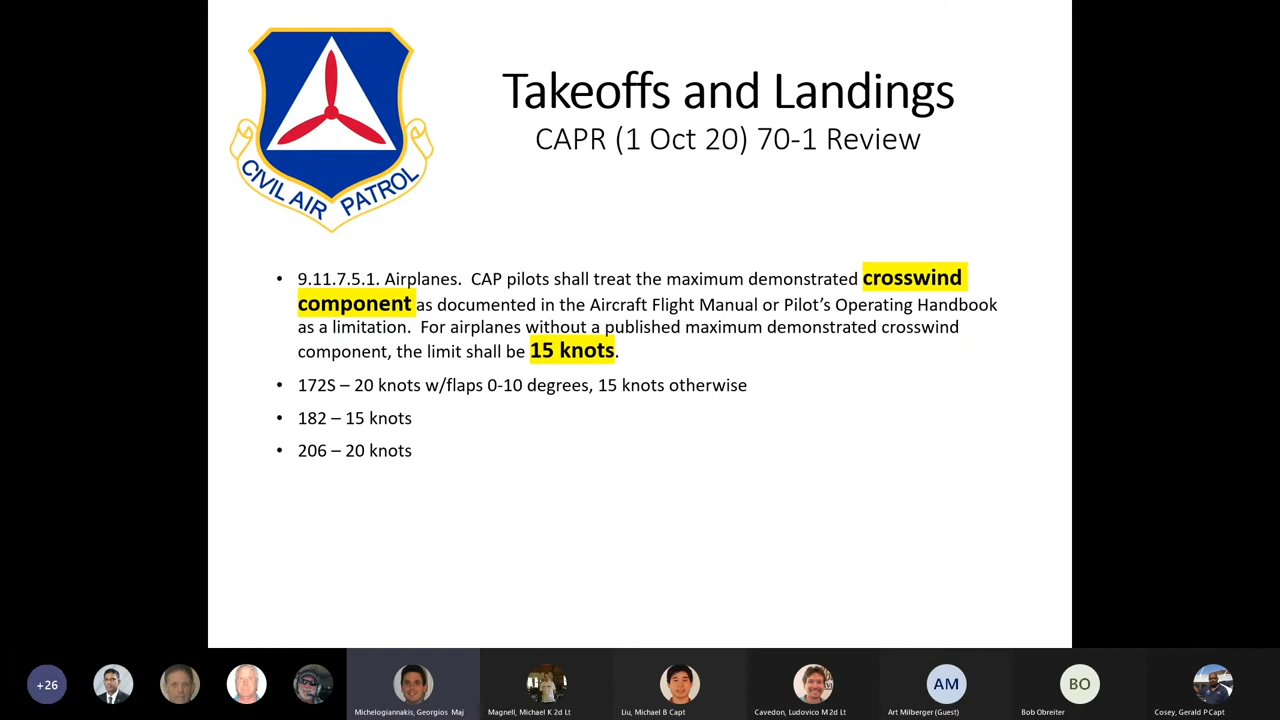 CIVIL AIR PATROL
Takeoffs and Landings
CAPR (1 Oct 20) 70-1 Review
• 9.11.7.5.1. Airplanes. CAP pilots shall treat the maximum demonstrated crosswind
component as documented in the Aircraft Flight Manual or Pilot's Operating Handbook
as a limitation. For airplanes without a published maximum demonstrated crosswind
component, the limit shall be 15 knots.
• 172S – 20 knots w/flaps 0-10 degrees, 15 knots otherwise
• 182 – 15 knots
• 206 – 20 knots
+26
AM
BO
Michelogiannakis, Georgios Maj
Magnell, Michael K 2d Lt
Liu, Michael B Capt
Cavedon, Ludovico M 2d Lt
Art Milberger (Guest)
Bob Obreiter
Cosey, Gerald P Capt